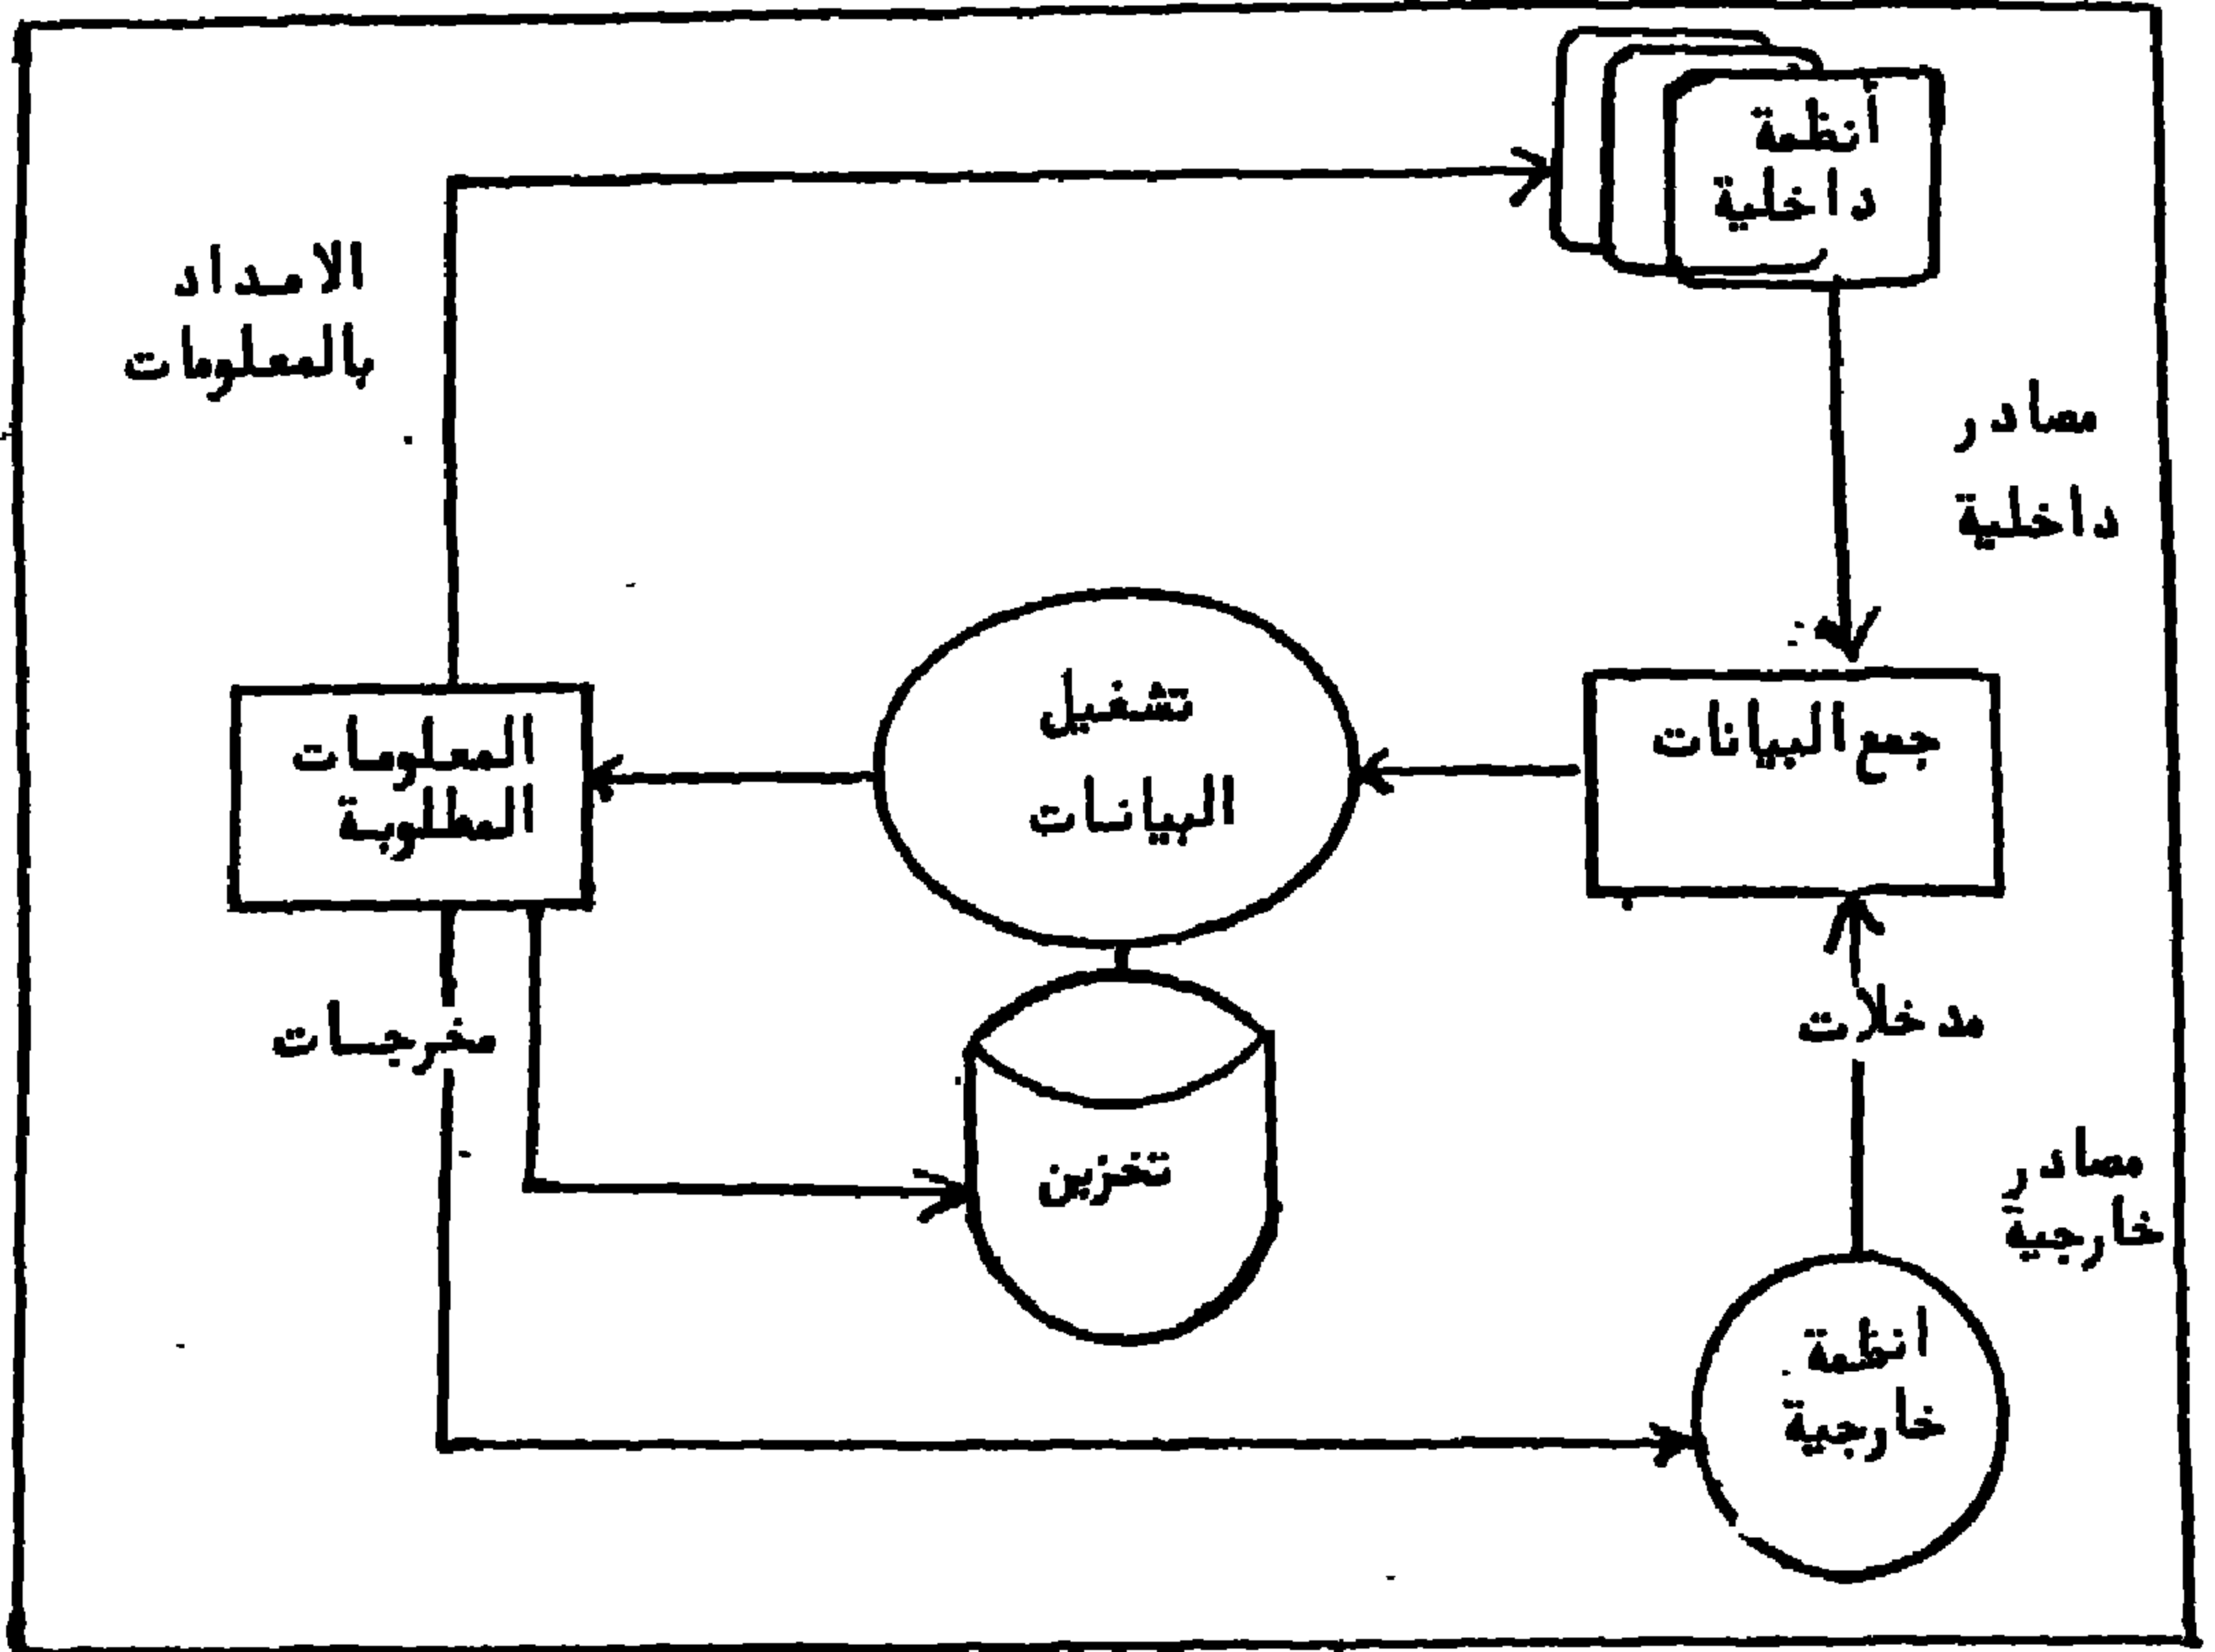 أنظمة
داخلية
الامداد
بالمعلومات
مصادر
داخلية
جمع البيانات
تشغيل
البيانات
المعلومات
المطلوبة
مدخلات
مخرجات
تخزين
مصادر
خارجية
انظمة
خارجية